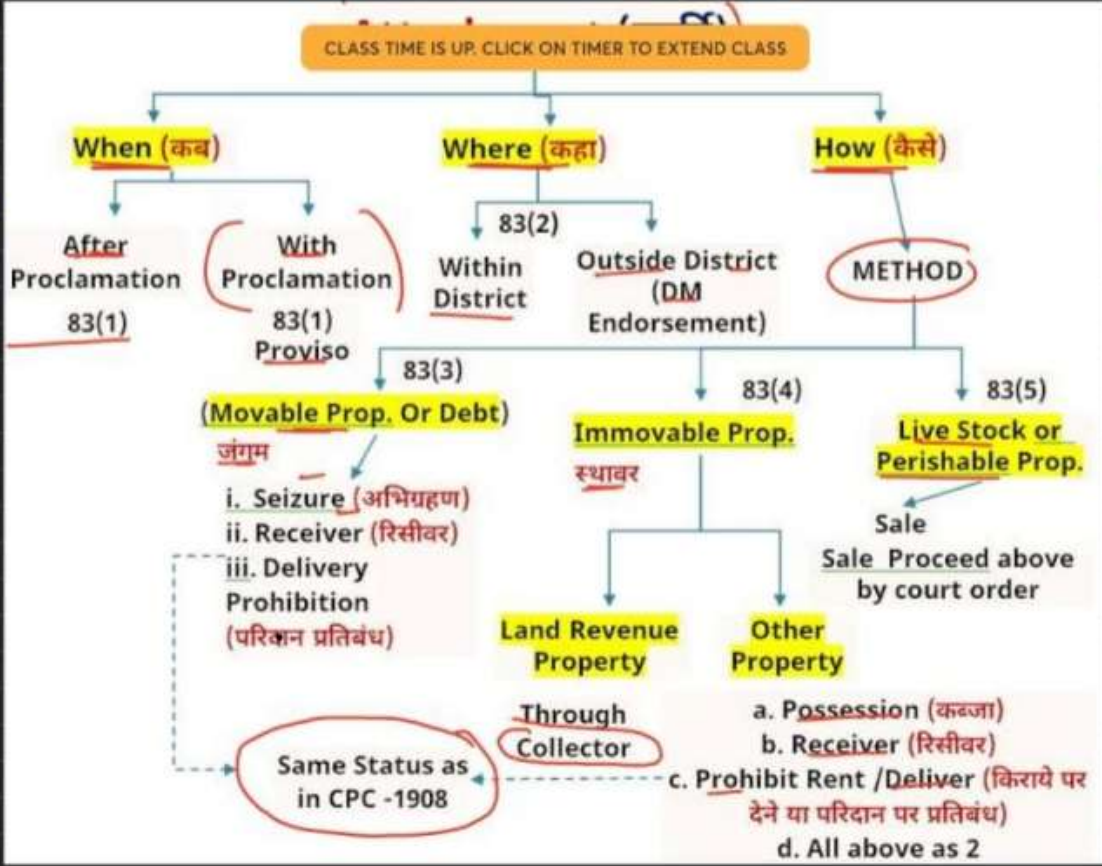 CLASS TIME IS UP. CLICK ON TIMER TO EXTEND CLASS
When (कब)
Where (कहा)
How (कैसे)
After
Proclamation
83(1)
With
Proclamation
83(1)
Proviso
83(2)
Within
District
Outside District
(DM
Endorsement)
METHOD
83(3)
(Movable Prop. Or Debt)
जंगम
i. Seizure (अभिग्रहण)
ii. Receiver (रिसीवर)
iii. Delivery
Prohibition
(परिदान प्रतिबंध)
83(4)
Immovable Prop.
स्थावर
83(5)
Live Stock or
Perishable Prop.
Sale
Sale Proceed above
by court order
Land Revenue
Property
Through
Collector
Other
Property
a. Possession (कब्जा)
b. Receiver (रिसीवर)
c. Prohibit Rent /Deliver (किराये पर
देने या परिदान पर प्रतिबंध)
d. All above as 2
Same Status as
in CPC -1908